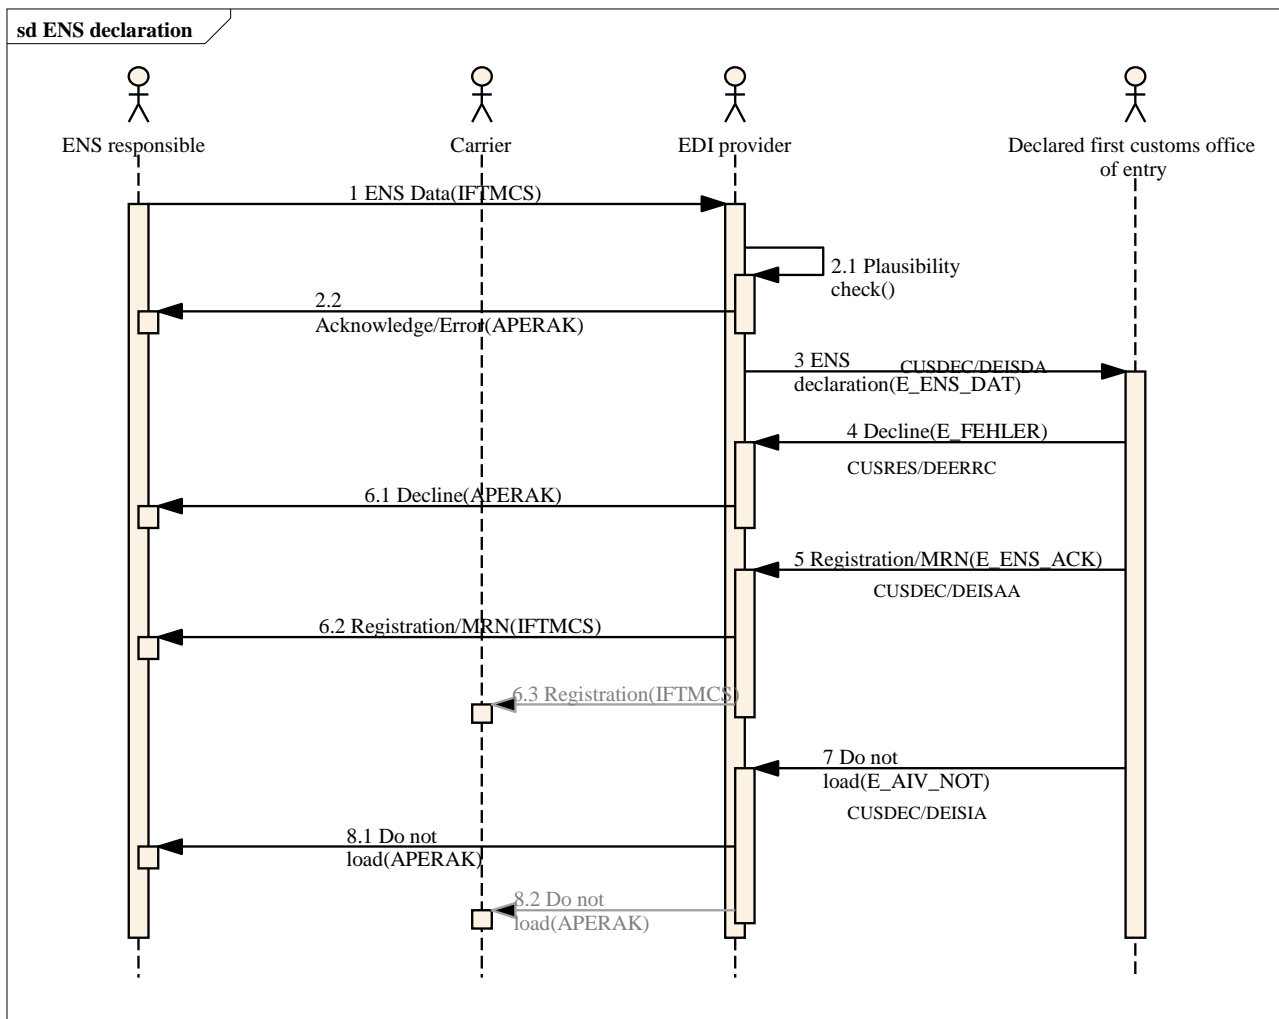 sd ENS declaration
ENS responsible
Carrier
EDI provider
Declared first customs office
of entry
1 ENS Data(IFTMCS)
2.1 Plausibility
check()
2.2
Acknowledge/Error(APERAK)
3 ENS
declaration(E_ENS_DAT)
CUSDEC/DEISDA
4 Decline(E_FEHLER)
CUSRES/DEERRC
6.1 Decline(APERAK)
5 Registration/MRN(E_ENS_ACK)
CUSDEC/DEISAA
6.2 Registration/MRN(IFTMCS)
6.3 Registration(IFTMCS)
7 Do not
load(E_AIV_NOT)
CUSDEC/DEISIA
8.1 Do not
load(APERAK)
8.2 Do not
load(APERAK)